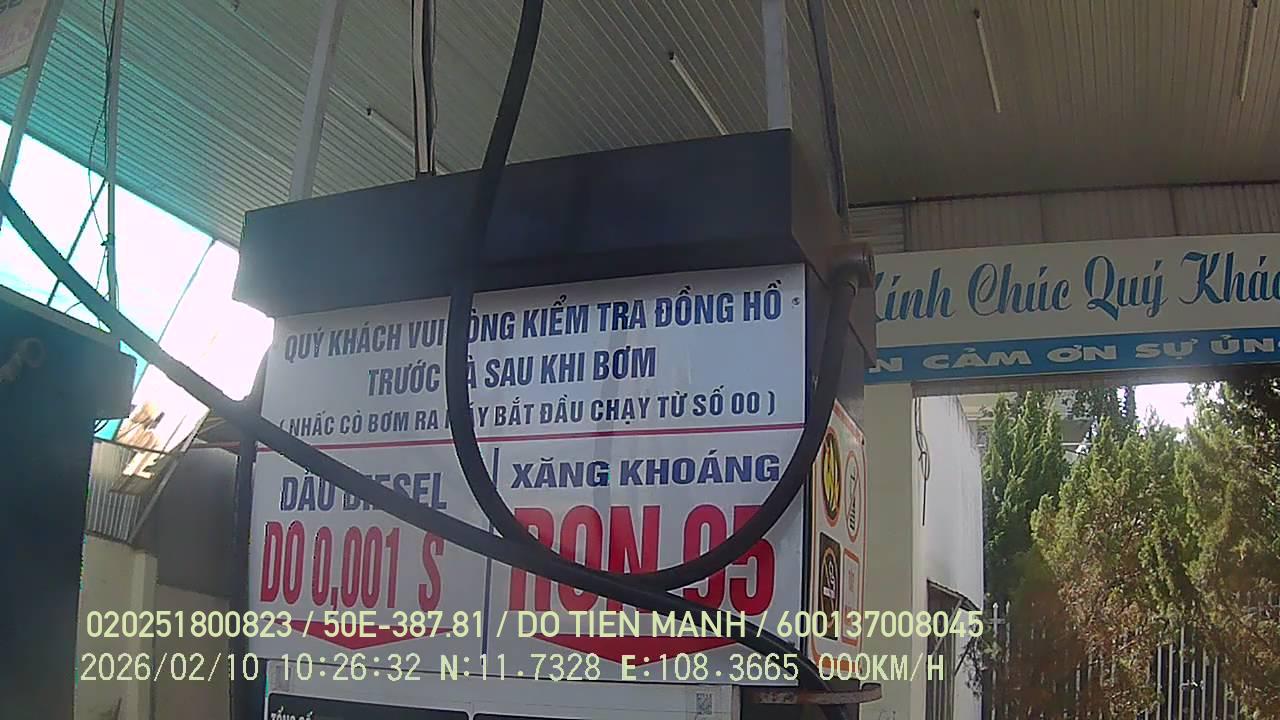 QUÝ KHÁCH VUI LÒNG KIỂM TRA ĐỒNG HỒ
TRƯỚC VÀ SAU KHI BƠM
( NHẮC CÒ BƠM RA MÁY BẮT ĐẦU CHẠY TỪ SỐ 00 )
DẦU DIESEL
DO 0,001 S
XĂNG KHOÁNG
RON 95
Kính Chúc Quý Khá
CẢM ƠN SỰ ỦN
Diesel
020251800823 / 50E-387.81 / DO TIEN MANH / 600137008045
2026/02/10 10:26:32 N:11.7328 E:108.3665 000KM/H